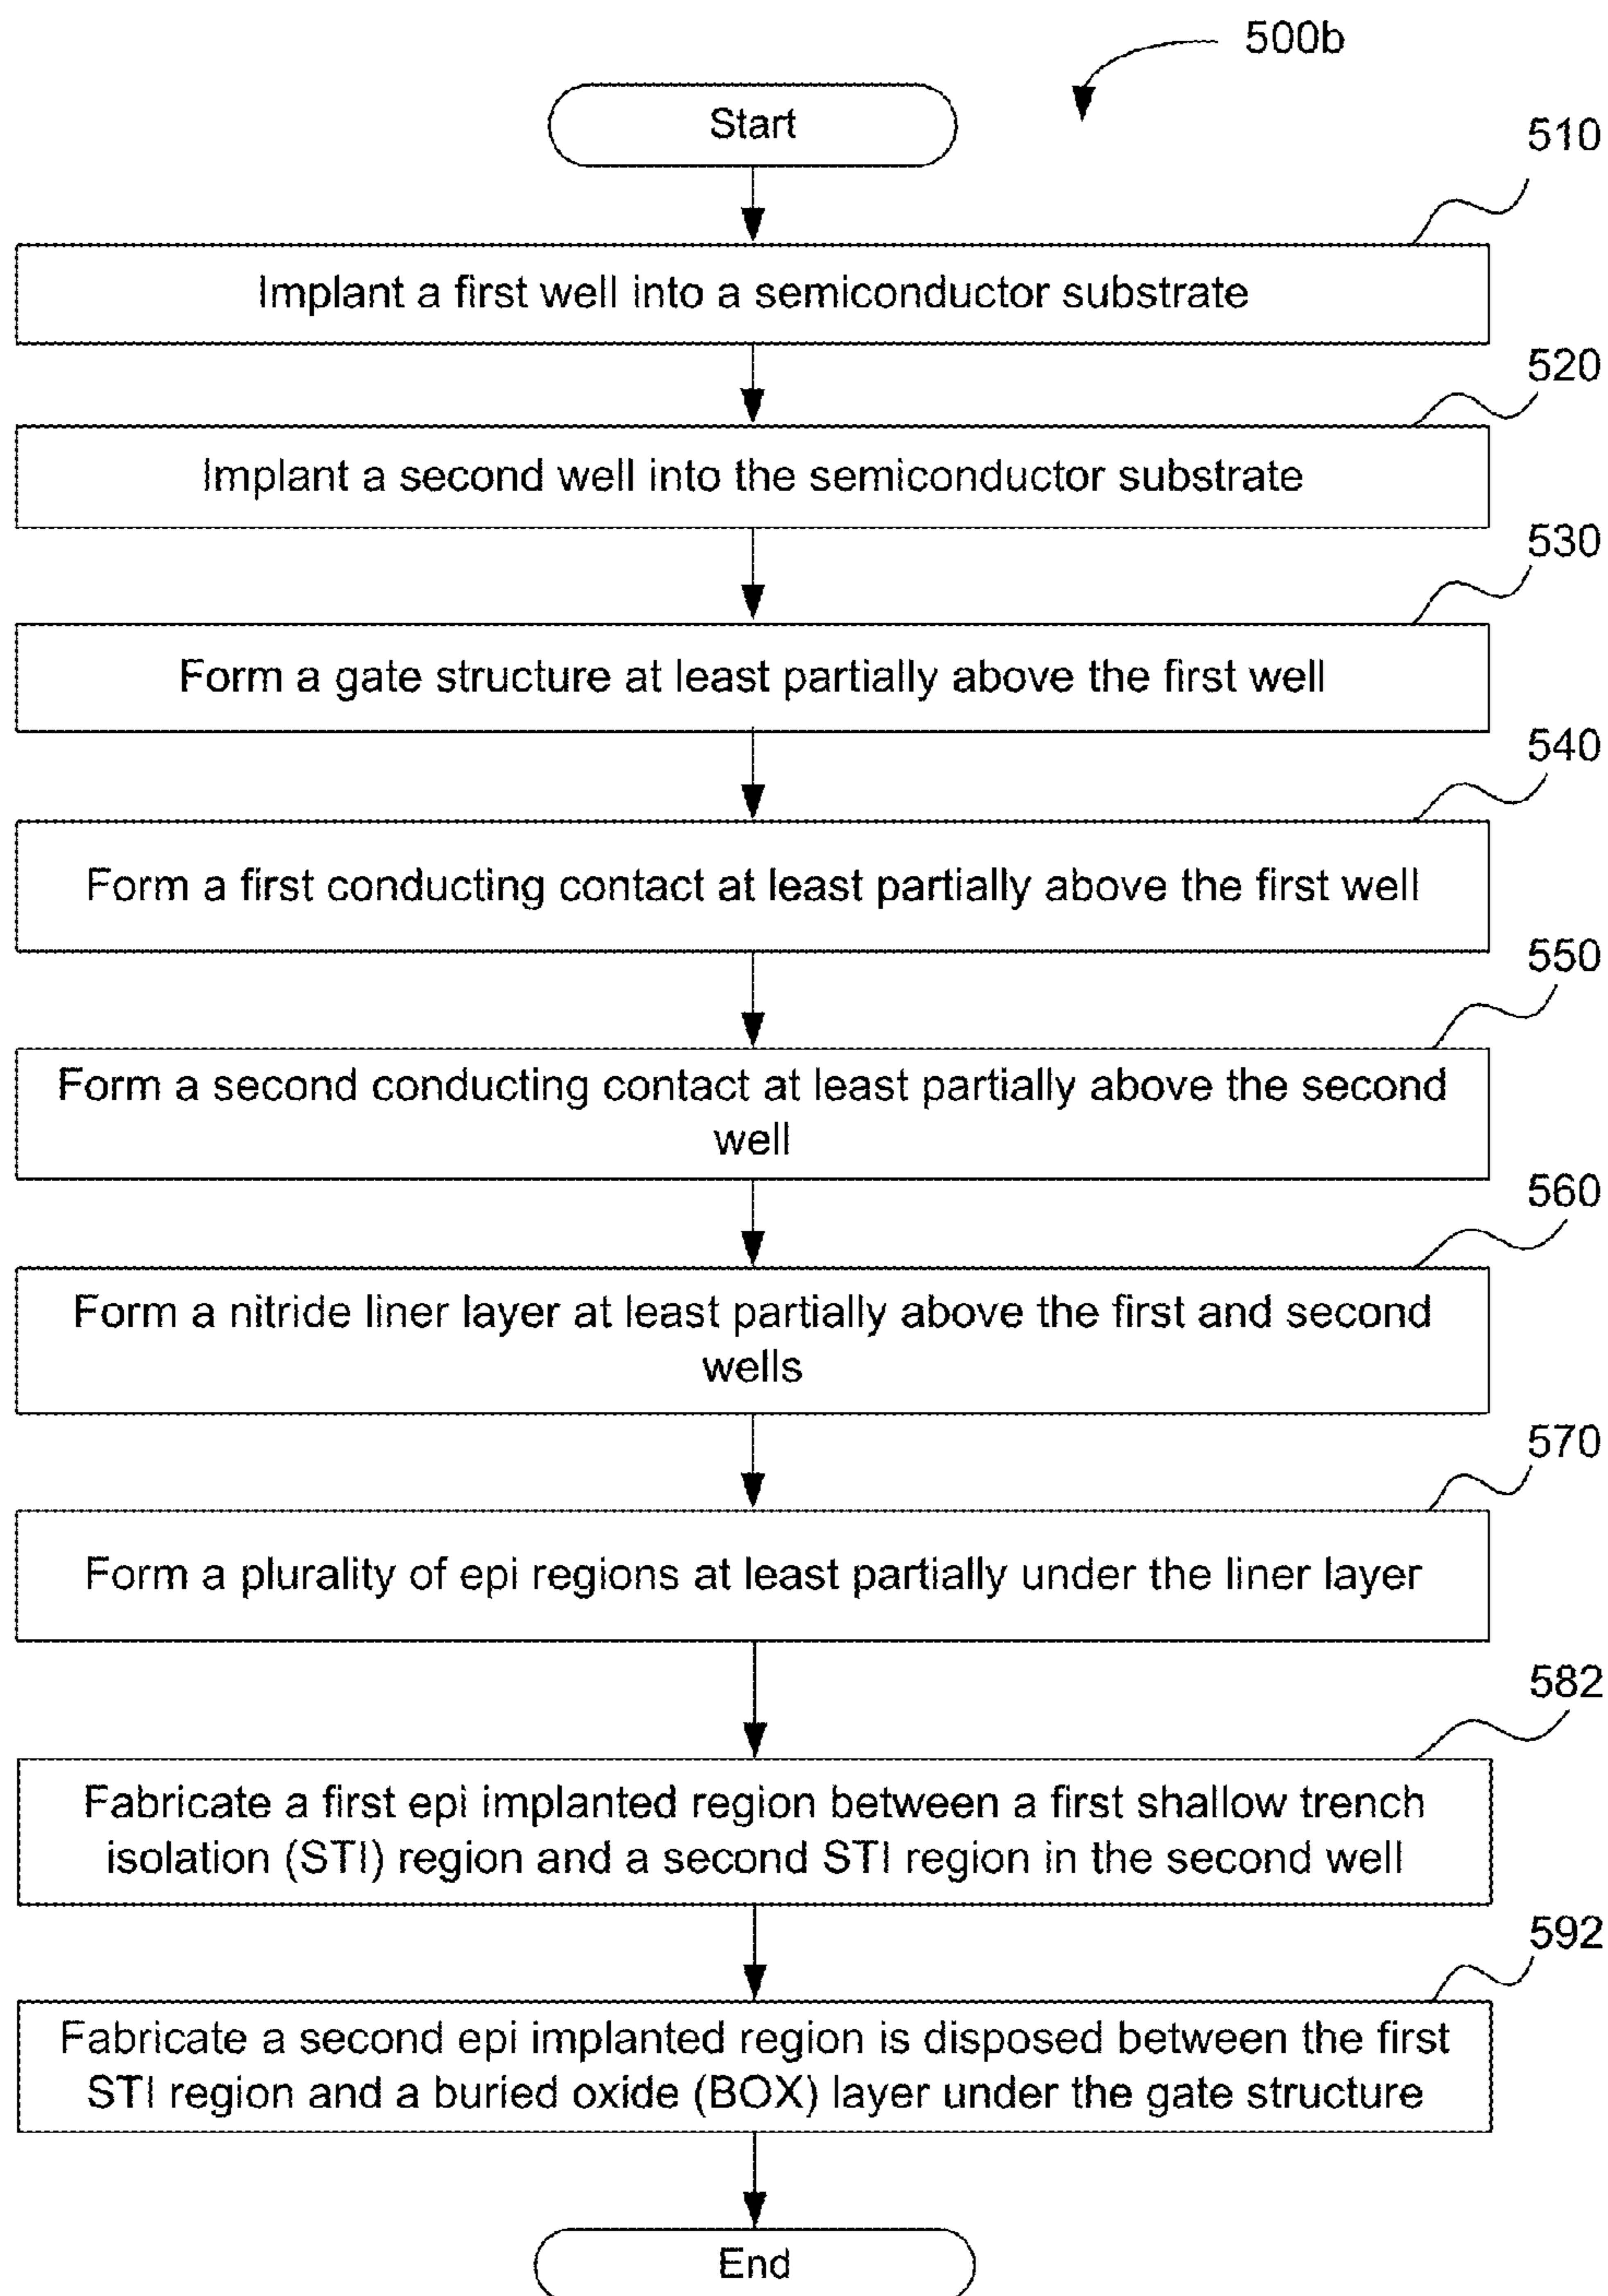 500b
Start
510
Implant a first well into a semiconductor substrate
520
Implant a second well into the semiconductor substrate
530
Form a gate structure at least partially above the first well
540
Form a first conducting contact at least partially above the first well
550
Form a second conducting contact at least partially above the second
well
560
Form a nitride liner layer at least partially above the first and second
wells
570
Form a plurality of epi regions at least partially under the liner layer
582
Fabricate a first epi implanted region between a first shallow trench
isolation (STI) region and a second STI region in the second well
592
Fabricate a second epi implanted region is disposed between the first
STI region and a buried oxide (BOX) layer under the gate structure
End